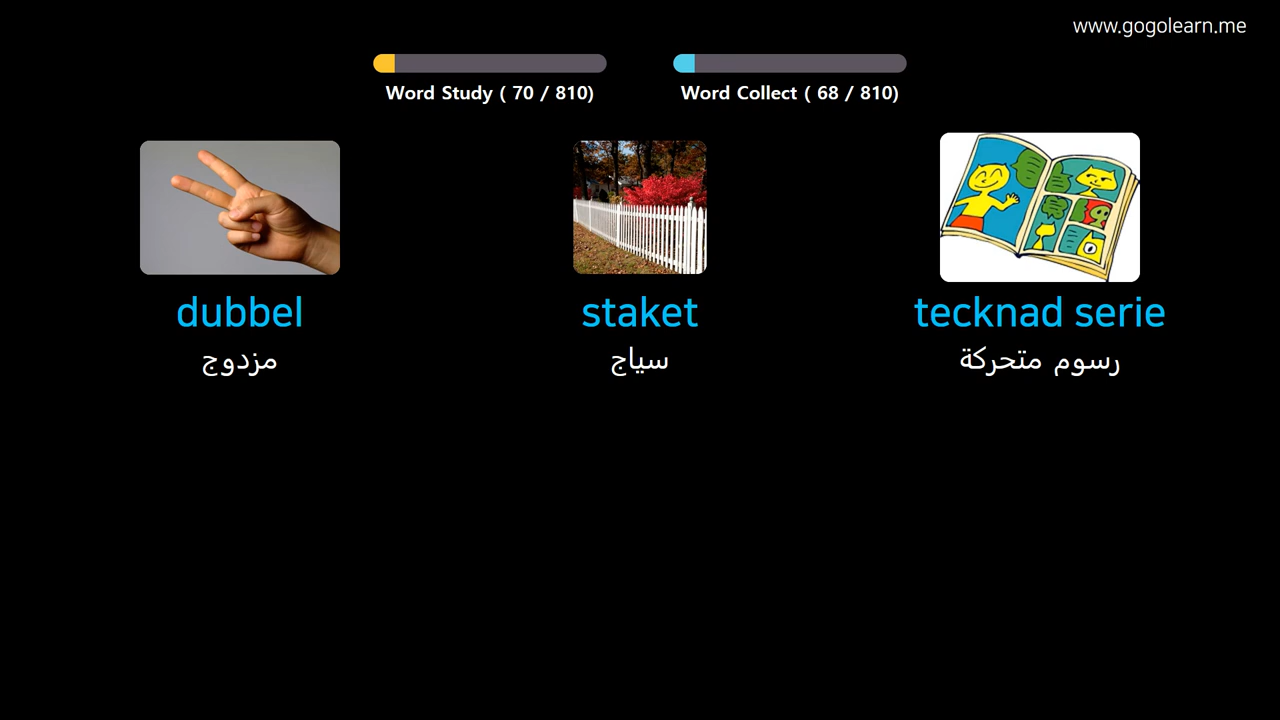 www.gogolearn.me
Word Study ( 70 / 810)
Word Collect ( 68 / 810)
dubbel
مزدوج
staket
سياج
tecknad serie
رسوم متحركة